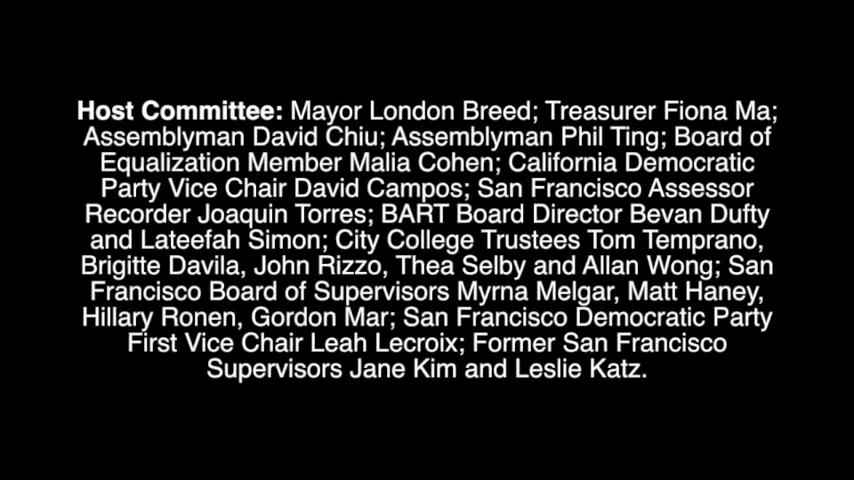 Host Committee: Mayor London Breed; Treasurer Fiona Ma;
Assemblyman David Chiu; Assemblyman Phil Ting; Board of
Equalization Member Malia Cohen; California Democratic
Party Vice Chair David Campos; San Francisco Assessor
Recorder Joaquin Torres; BART Board Director Bevan Dufty
and Lateefah Simon; City College Trustees Tom Temprano,
Brigitte Davila, John Rizzo, Thea Selby and Allan Wong; San
Francisco Board of Supervisors Myrna Melgar, Matt Haney,
Hillary Ronen, Gordon Mar; San Francisco Democratic Party
First Vice Chair Leah Lecroix; Former San Francisco
Supervisors Jane Kim and Leslie Katz.